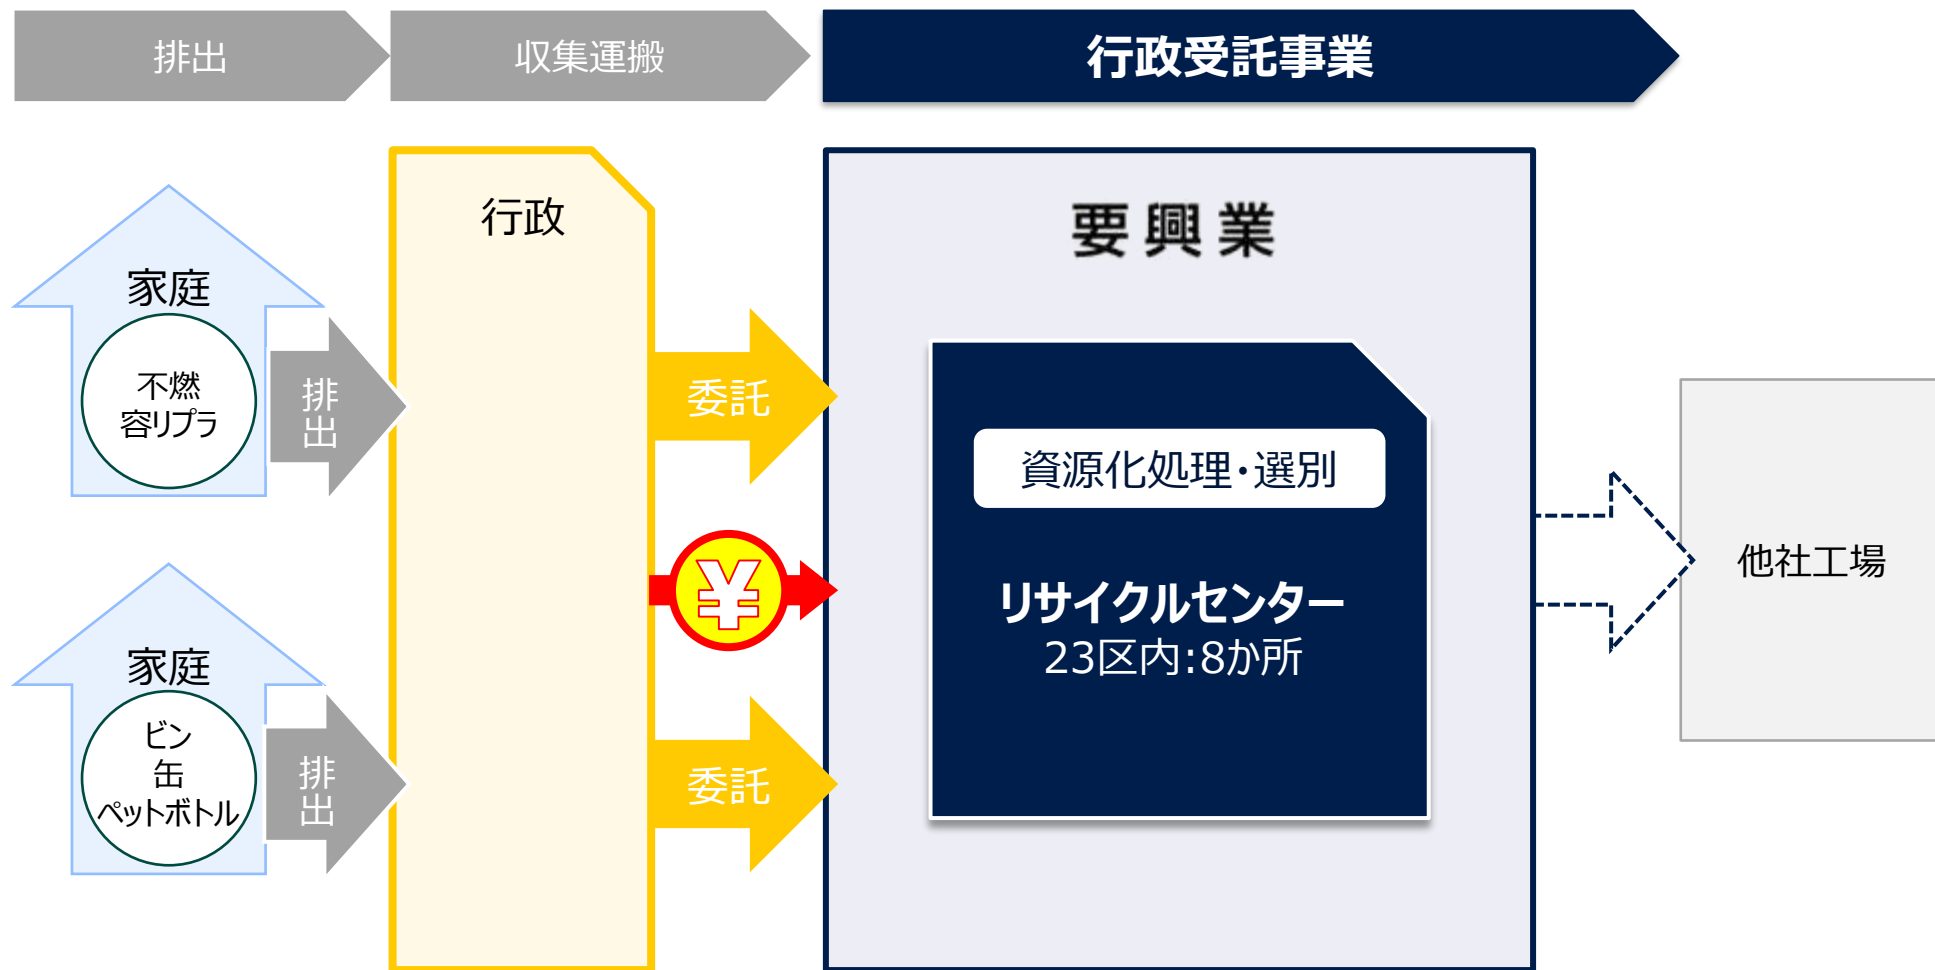 排出
収集運搬
行政受託事業
家庭
不燃
容リプラ
排出
家庭
ビン
缶
ペットボトル
排出
行政
委託
¥
委託
要興業
資源化処理・選別
リサイクルセンター
23区内:8か所
他社工場